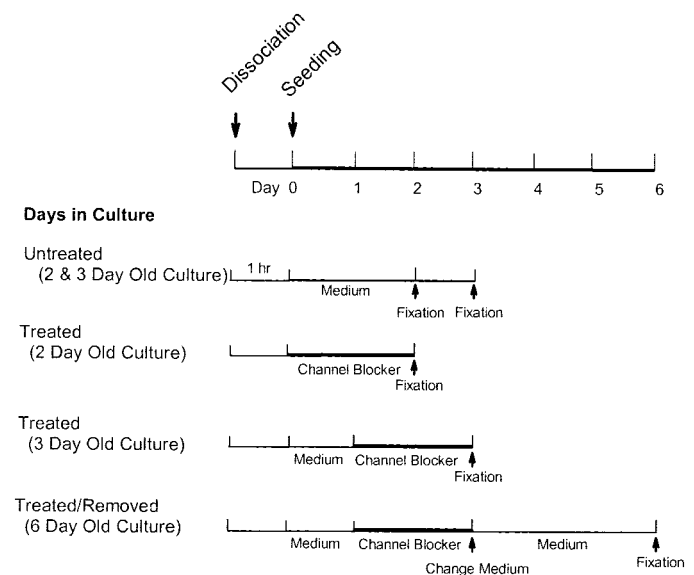 Dissociation
Seeding
Day 0 1 2 3 4 5 6
Days in Culture
Untreated
(2 & 3 Day Old Culture)
1 hr
Medium
Fixation Fixation
Treated
(2 Day Old Culture)
Channel Blocker
Fixation
Treated
(3 Day Old Culture)
Medium Channel Blocker
Fixation
Treated/Removed
(6 Day Old Culture)
Medium Channel Blocker Medium
Change Medium Fixation